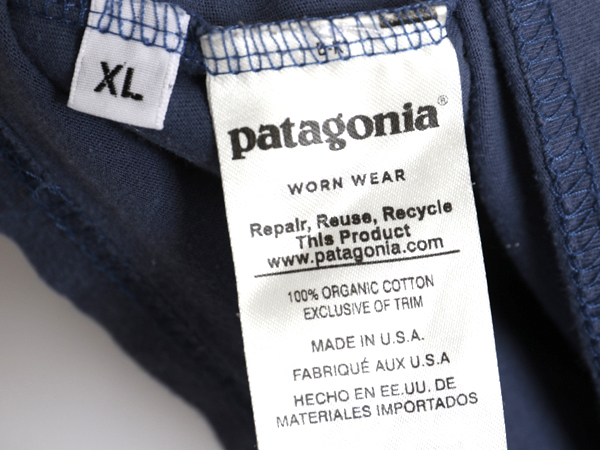 XL
patagonia®
WORN WEAR
Repair, Reuse, Recycle
This Product
www.patagonia.com
100% ORGANIC COTTON
EXCLUSIVE OF TRIM
MADE IN U.S.A.
FABRIQUÉ AUX U.S.A
HECHO EN EE.UU. DE
MATERIALES IMPORTADOS